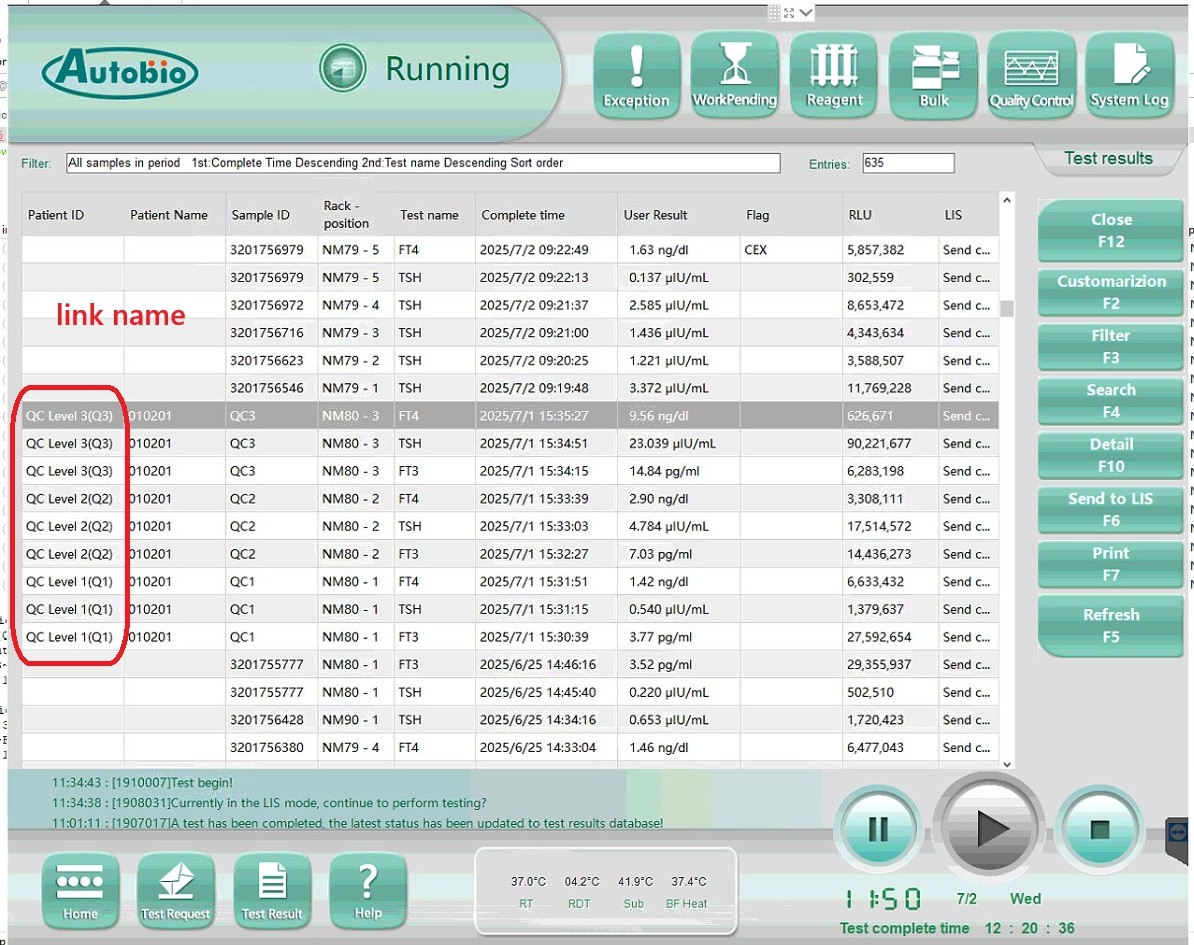 Autobio
Running
Exception
WorkPending
Reagent
Bulk
Quality Control
System Log
Filter: All samples in period 1st:Complete Time Descending 2nd:Test name Descending Sort order Entries: 635
Test results
Patient ID Patient Name Sample ID Rack - position Test name Complete time User Result Flag RLU LIS
3201756979 NM79 - 5 FT4 2025/7/2 09:22:49 1.63 ng/dl CEX 5,857,382 Send c...
3201756979 NM79 - 5 TSH 2025/7/2 09:22:13 0.137 µIU/mL 302,559 Send c...
3201756972 NM79 - 4 TSH 2025/7/2 09:21:37 2.585 µIU/mL 8,653,472 Send c...
link name
3201756716 NM79 - 3 TSH 2025/7/2 09:21:00 1.436 µIU/mL 4,343,634 Send c...
3201756623 NM79 - 2 TSH 2025/7/2 09:20:25 1.221 µIU/mL 3,588,507 Send c...
3201756546 NM79 - 1 TSH 2025/7/2 09:19:48 3.372 µIU/mL 11,769,228 Send c...
QC Level 3(Q3) 010201 QC3 NM80 - 3 FT4 2025/7/1 15:35:27 9.56 ng/dl 626,671 Send c...
QC Level 3(Q3) 010201 QC3 NM80 - 3 TSH 2025/7/1 15:34:51 23.039 µIU/mL 90,221,677 Send c...
QC Level 3(Q3) 010201 QC3 NM80 - 3 FT3 2025/7/1 15:34:15 14.84 pg/ml 6,283,198 Send c...
QC Level 2(Q2) 010201 QC2 NM80 - 2 FT4 2025/7/1 15:33:39 2.90 ng/dl 3,308,111 Send c...
QC Level 2(Q2) 010201 QC2 NM80 - 2 TSH 2025/7/1 15:33:03 4.784 µIU/mL 17,514,572 Send c...
QC Level 2(Q2) 010201 QC2 NM80 - 2 FT3 2025/7/1 15:32:27 7.03 pg/ml 14,436,273 Send c...
QC Level 1(Q1) 010201 QC1 NM80 - 1 FT4 2025/7/1 15:31:51 1.42 ng/dl 6,633,432 Send c...
QC Level 1(Q1) 010201 QC1 NM80 - 1 TSH 2025/7/1 15:31:15 0.540 µIU/mL 1,379,637 Send c...
QC Level 1(Q1) 010201 QC1 NM80 - 1 FT3 2025/7/1 15:30:39 3.77 pg/ml 27,592,654 Send c...
3201755777 NM80 - 1 FT3 2025/6/25 14:46:16 3.52 pg/ml 29,355,937 Send c...
3201755777 NM80 - 1 TSH 2025/6/25 14:45:40 0.220 µIU/mL 502,510 Send c...
3201756428 NM90 - 1 TSH 2025/6/25 14:34:16 0.653 µIU/mL 1,720,423 Send c...
3201756380 NM79 - 4 FT4 2025/6/25 14:33:04 1.46 ng/dl 6,477,043 Send c...
Close
F12
Customarizion
F2
Filter
F3
Search
F4
Detail
F10
Send to LIS
F6
Print
F7
Refresh
F5
11:34:43 : [1910007]Test begin!
11:34:38 : [1908031]Currently in the LIS mode, continue to perform testing?
11:01:11 : [1907017]A test has been completed, the latest status has been updated to test results database!
Home
Test Request
Test Result
Help
37.0°C 04.2°C 41.9°C 37.4°C
RT RDT Sub BF Heat
11:50 7/2 Wed
Test complete time 12 : 20 : 36